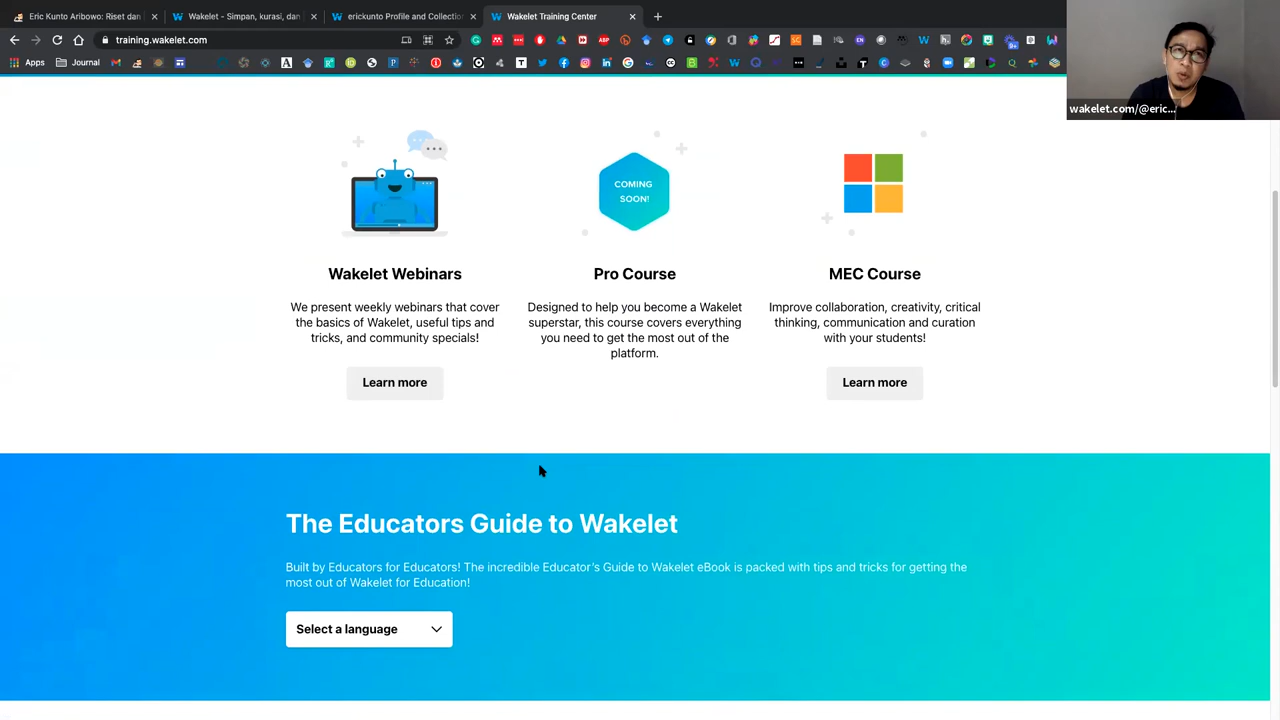 Eric Kunto Aribowo: Riset dan
Wakelet - Simpan, kurasi, dan
erickunto Profile and Collectio
Wakelet Training Center
training.wakelet.com
Apps
Journal
wakelet.com/@eric...
COMING
SOON!
Wakelet Webinars
We present weekly webinars that cover
the basics of Wakelet, useful tips and
tricks, and community specials!
Learn more
Pro Course
Designed to help you become a Wakelet
superstar, this course covers everything
you need to get the most out of the
platform.
MEC Course
Improve collaboration, creativity, critical
thinking, communication and curation
with your students!
Learn more
The Educators Guide to Wakelet
Built by Educators for Educators! The incredible Educator's Guide to Wakelet eBook is packed with tips and tricks for getting the
most out of Wakelet for Education!
Select a language